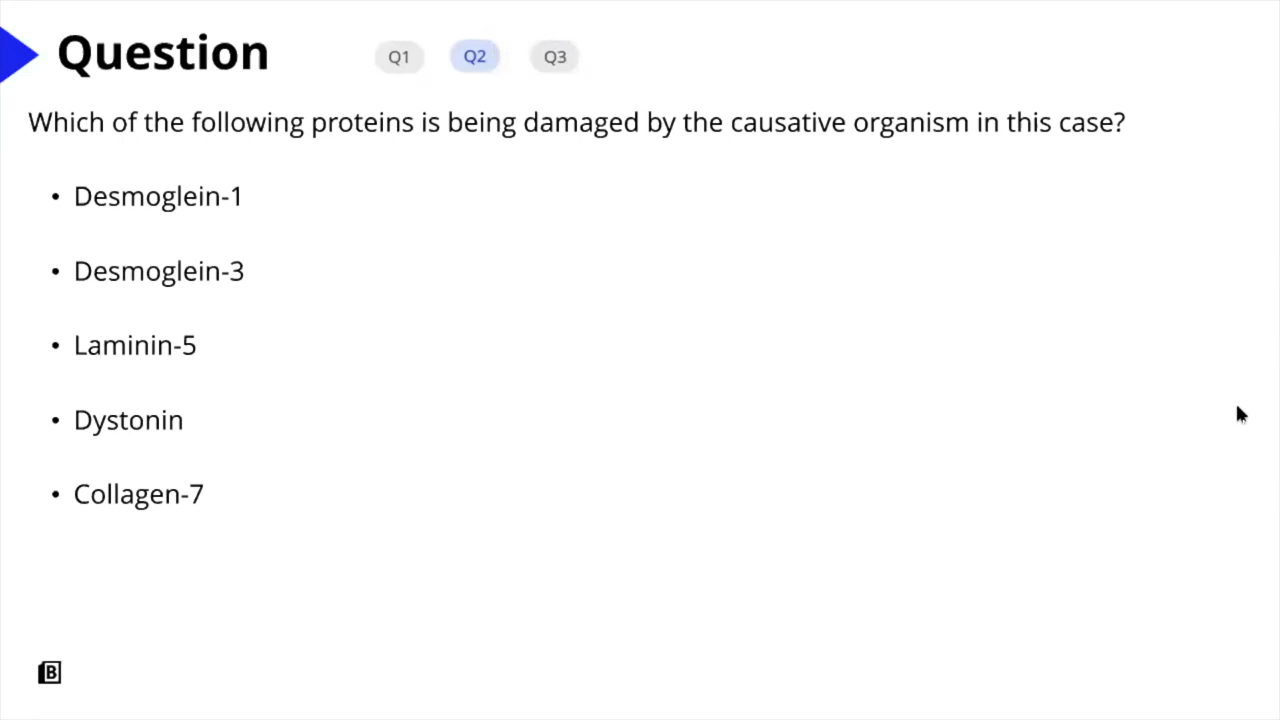 Question
Q1 Q2 Q3
Which of the following proteins is being damaged by the causative organism in this case?
• Desmoglein-1
• Desmoglein-3
• Laminin-5
• Dystonin
• Collagen-7
B